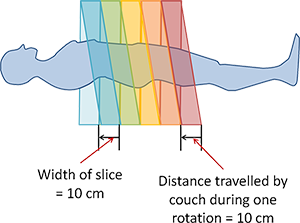 Width of slice
= 10 cm
Distance travelled by
couch during one
rotation = 10 cm